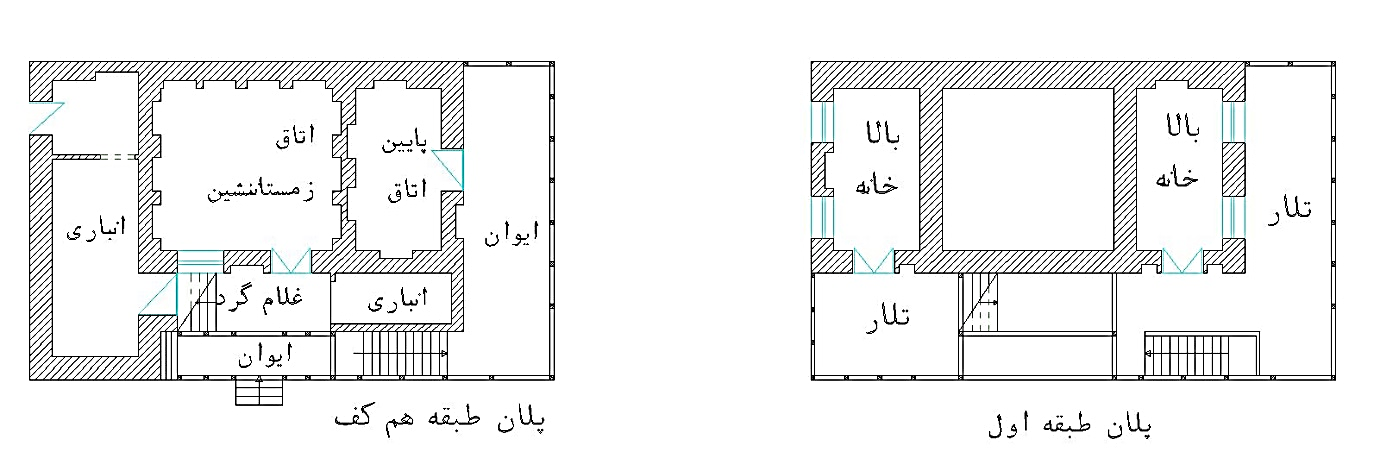 اتاق
زمستانشین
پایین
اتاق
انباری
ایوان
غلام گرد
انباری
ایوان
پلان طبقه هم کف
بالا
خانه
بالا
خانه
تلار
تلار
پلان طبقه اول